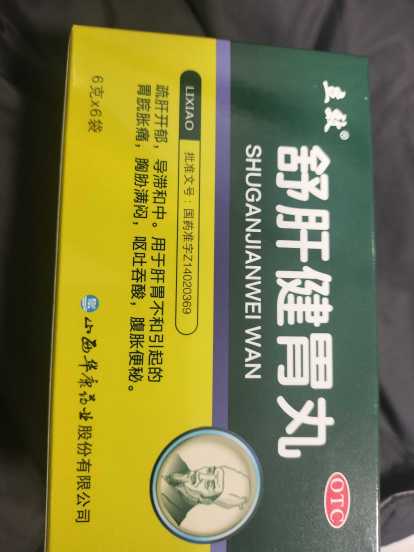 立效®
舒肝健胃丸
SHUGANJIANWEI WAN
OTC
LIXIAO
批准文号：国药准字Z14020369
疏肝开郁，导滞和中。用于肝胃不和引起的
胃脘胀痛，胸胁满闷，呕吐吞酸，腹胀便秘。
6克x6袋
山西华康药业股份有限公司